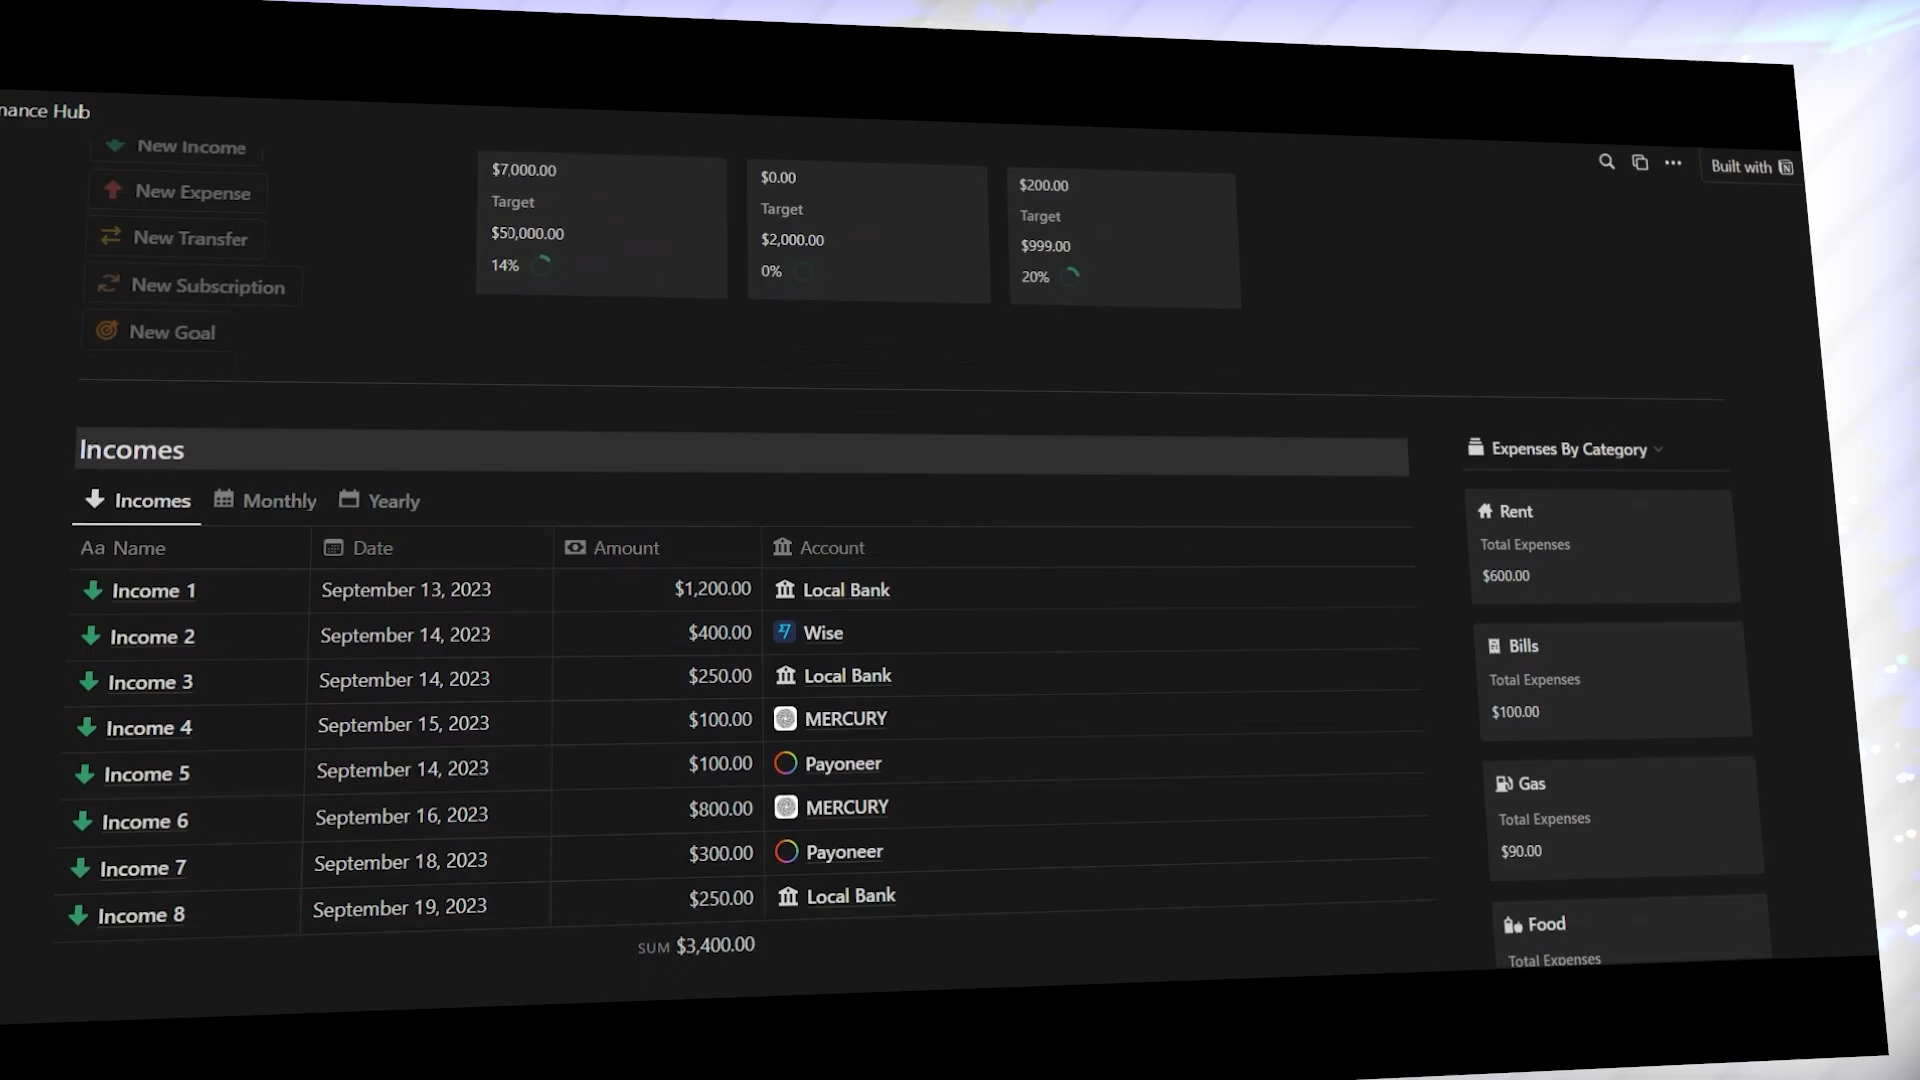 nance Hub
New Income
New Expense
New Transfer
New Subscription
New Goal
$7,000.00
Target
$50,000.00
14%
$0.00
Target
$2,000.00
0%
$200.00
Target
$999.00
20%
Built with
Incomes
Incomes Monthly Yearly
Aa Name Date Amount Account
Income 1 September 13, 2023 $1,200.00 Local Bank
Income 2 September 14, 2023 $400.00 Wise
Income 3 September 14, 2023 $250.00 Local Bank
Income 4 September 15, 2023 $100.00 MERCURY
Income 5 September 14, 2023 $100.00 Payoneer
Income 6 September 16, 2023 $800.00 MERCURY
Income 7 September 18, 2023 $300.00 Payoneer
Income 8 September 19, 2023 $250.00 Local Bank
SUM $3,400.00
Expenses By Category
Rent
Total Expenses
$600.00
Bills
Total Expenses
$100.00
Gas
Total Expenses
$90.00
Food
Total Expenses